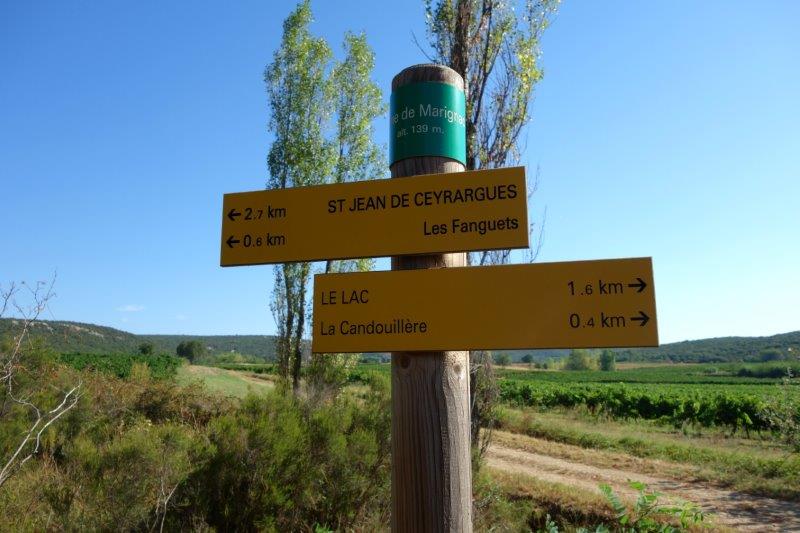 de Marignac
alt. 139 m.
← 2.7 km ST JEAN DE CEYRARGUES
← 0.6 km Les Fanguets
LE LAC 1.6 km →
La Candouillère 0.4 km →